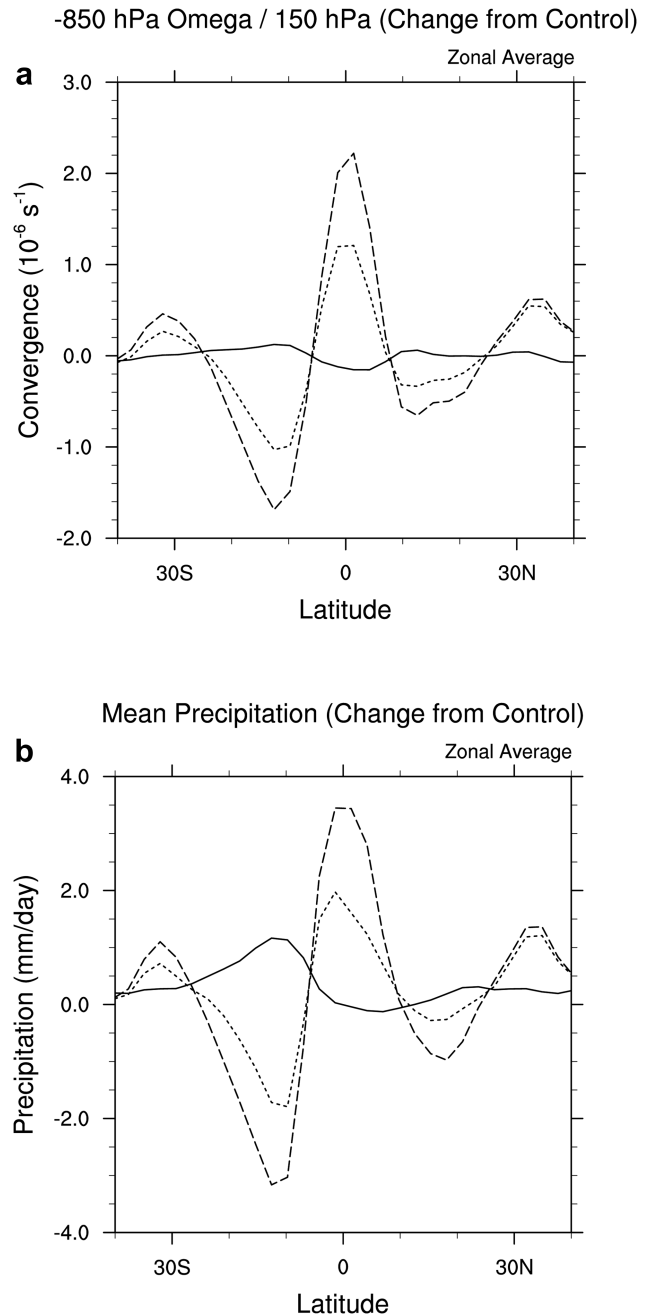 -850 hPa Omega / 150 hPa (Change from Control)
Zonal Average
a
3.0
2.0
1.0
0.0
-1.0
-2.0
Convergence (10⁻⁶ s⁻¹)
30S 0 30N
Latitude
Mean Precipitation (Change from Control)
Zonal Average
b
4.0
2.0
0.0
-2.0
-4.0
Precipitation (mm/day)
30S 0 30N
Latitude